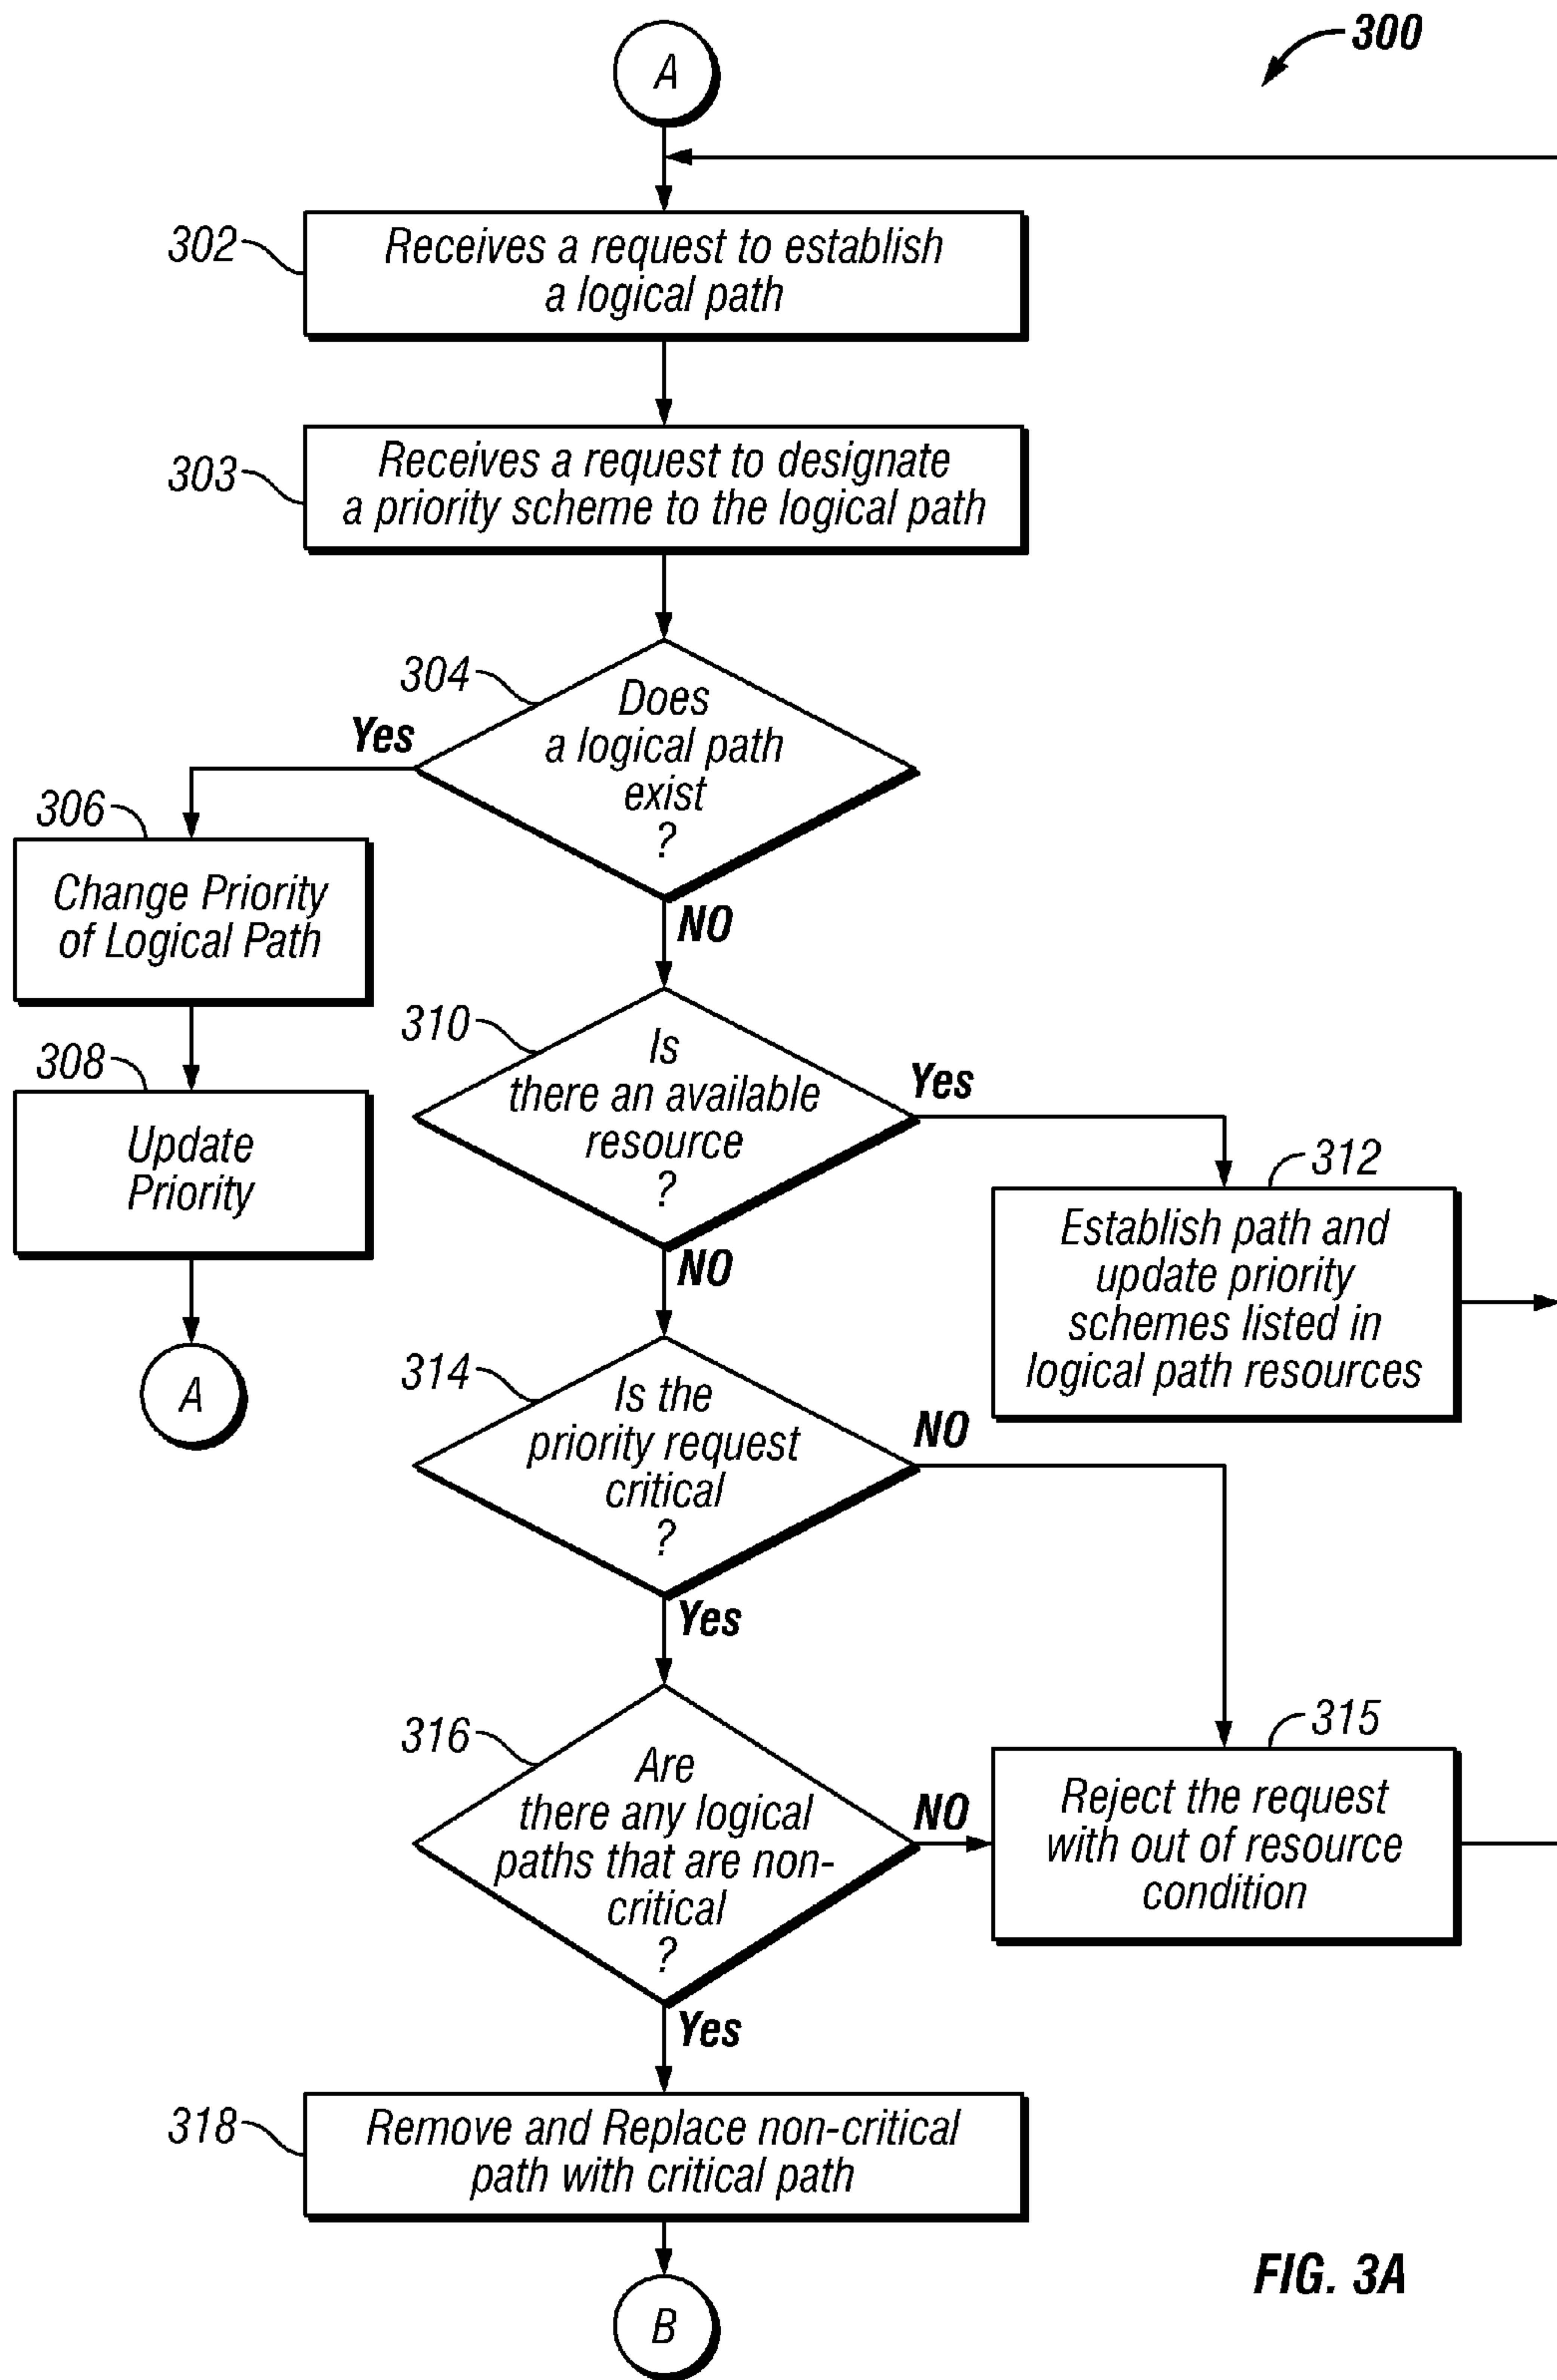 A
300
302
Receives a request to establish
a logical path
303
Receives a request to designate
a priority scheme to the logical path
304
Does
a logical path
exist
?
Yes
NO
306
Change Priority
of Logical Path
308
Update
Priority
A
310
Is
there an available
resource
?
Yes
NO
312
Establish path and
update priority
schemes listed in
logical path resources
314
Is the
priority request
critical
?
NO
Yes
316
Are
there any logical
paths that are non-
critical
?
NO
Yes
315
Reject the request
with out of resource
condition
318
Remove and Replace non-critical
path with critical path
B
FIG. 3A